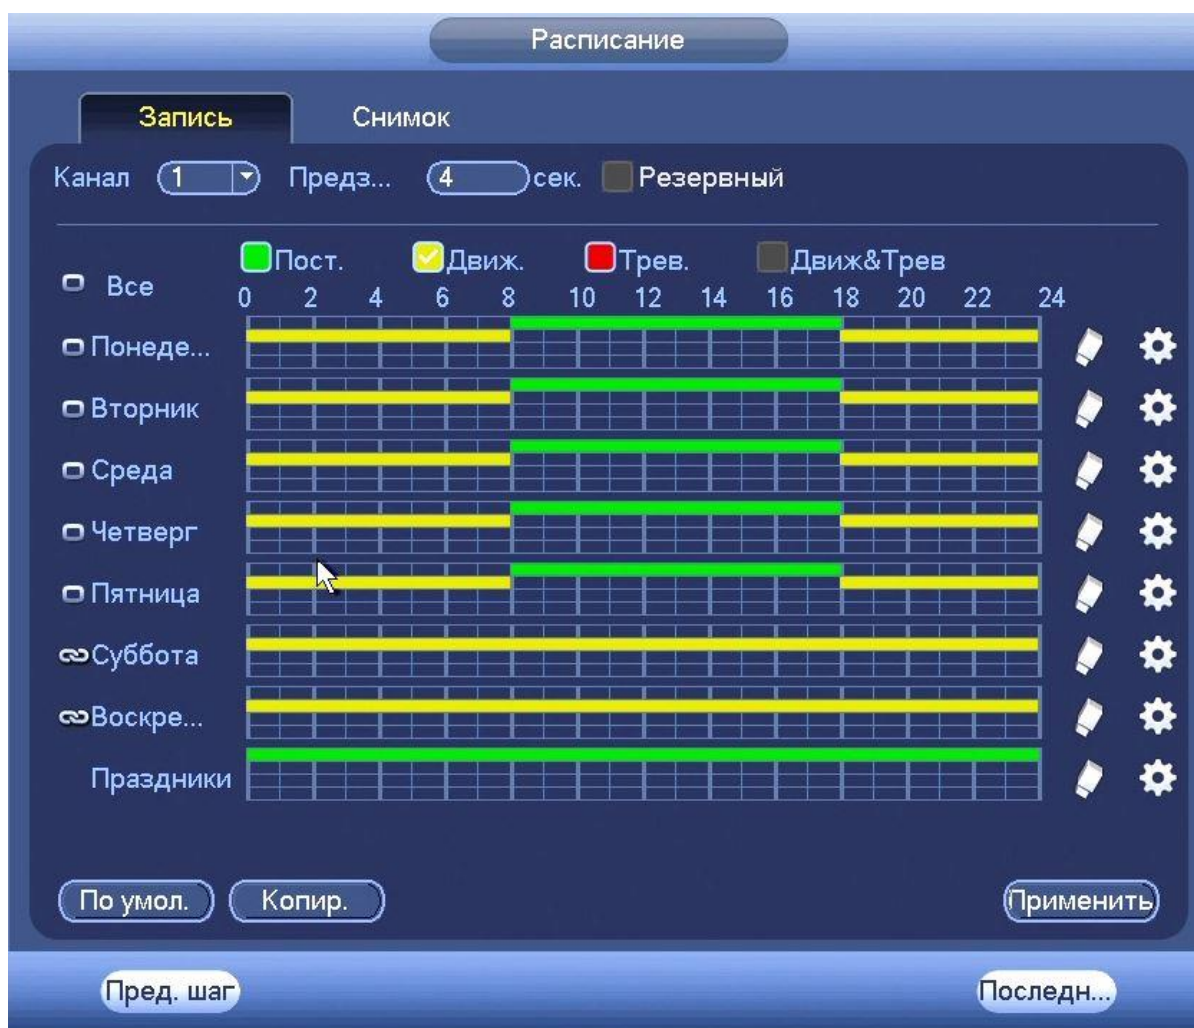 Расписание
Запись Снимок
Канал 1 Предз... 4 сек. Резервный
Пост. Движ. Трев. Движ&Трев
Все
0 2 4 6 8 10 12 14 16 18 20 22 24
Понеде...
Вторник
Среда
Четверг
Пятница
Суббота
Воскре...
Праздники
По умол. Копир. Применить
Пред. шаг Последн...